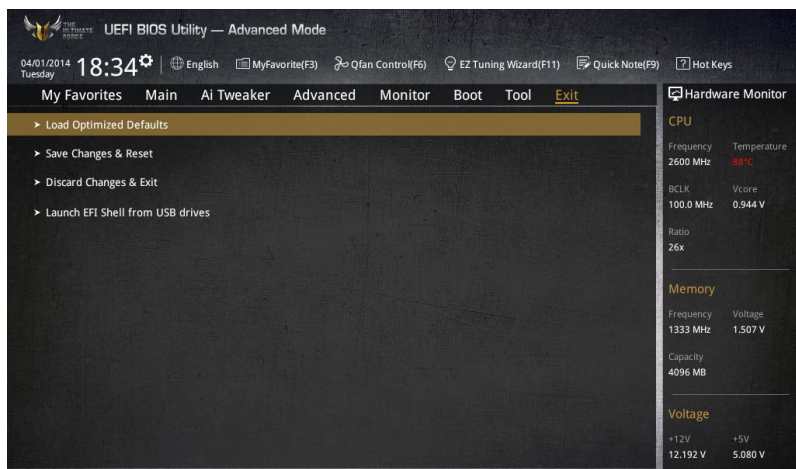 THE
ULTIMATE
FORCE
UEFI BIOS Utility — Advanced Mode
04/01/2014
Tuesday
18:34
English
MyFavorite(F3)
Qfan Control(F6)
EZ Tuning Wizard(F11)
Quick Note(F9)
? Hot Keys
My Favorites Main Ai Tweaker Advanced Monitor Boot Tool Exit
Load Optimized Defaults
Save Changes & Reset
Discard Changes & Exit
Launch EFI Shell from USB drives
Hardware Monitor
CPU
Frequency Temperature
2600 MHz 88°C
BCLK Vcore
100.0 MHz 0.944 V
Ratio
26x
Memory
Frequency Voltage
1333 MHz 1.507 V
Capacity
4096 MB
Voltage
+12V +5V
12.192 V 5.080 V